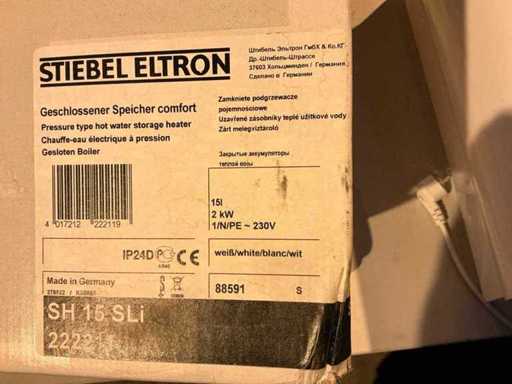 STIEBEL ELTRON
Штибель Эльтрон ГмбХ & Ко.КГ
Др.-Штибель-Штрассе
37603 Хольцминден / Германия
Сделано в Германии
Geschlossener Speicher comfort
Pressure type hot water storage heater
Chauffe-eau électrique à pression
Gesloten Boiler
Zamknięte podgrzewacze
pojemnościowe
Uzavřené zásobníky teplé užitkové vody
Zárt melegvíztároló
Закрытые аккумуляторы
теплой воды
4 017212 222119
15l
2 kW
1/N/PE ~ 230V
IP24D
CE
weiß/white/blanc/wit
Made in Germany
88591 S
SH 15 SLi